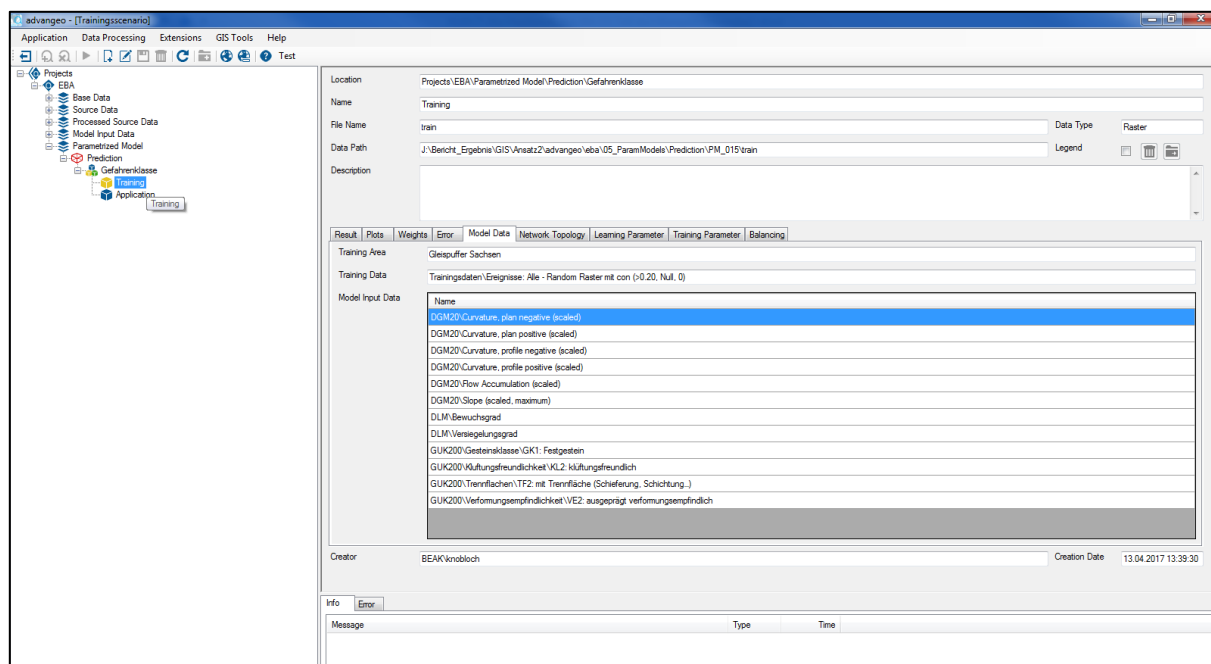 advangeo - [Trainingsscenario]
Application Data Processing Extensions GIS Tools Help
Test
Projects
EBA
Base Data
Source Data
Processed Source Data
Model Input Data
Parametrized Model
Prediction
Gefahrenklasse
Training
Application
Training
Location Projects\EBA\Parametrized Model\Prediction\Gefahrenklasse
Name Training
File Name train Data Type Raster
Data Path J:\Bericht_Ergebnis\GIS\Ansatz2\advangeo\eba\05_ParamModels\Prediction\PM_015\train Legend
Description
Result Plots Weights Error Model Data Network Topology Learning Parameter Training Parameter Balancing
Training Area Gleispuffer Sachsen
Training Data Trainingsdaten\Ereignisse: Alle - Random Raster mit con (>0.20, Null, 0)
Model Input Data Name
DGM20\Curvature, plan negative (scaled)
DGM20\Curvature, plan positive (scaled)
DGM20\Curvature, profile negative (scaled)
DGM20\Curvature, profile positive (scaled)
DGM20\Flow Accumulation (scaled)
DGM20\Slope (scaled, maximum)
DLM\Bewuchsgrad
DLM\Versiegelungsgrad
GUK200\Gesteinsklasse\GK1: Festgestein
GUK200\Kluftungsfreundlichkeit\KL2: klüftungsfreundlich
GUK200\Trennflachen\TF2: mit Trennfläche (Schieferung, Schichtung..)
GUK200\Verformungsempfindlichkeit\VE2: ausgeprägt verformungsempfindlich
Creator BEAK\knobloch Creation Date 13.04.2017 13:39:30
Info Error
Message Type Time